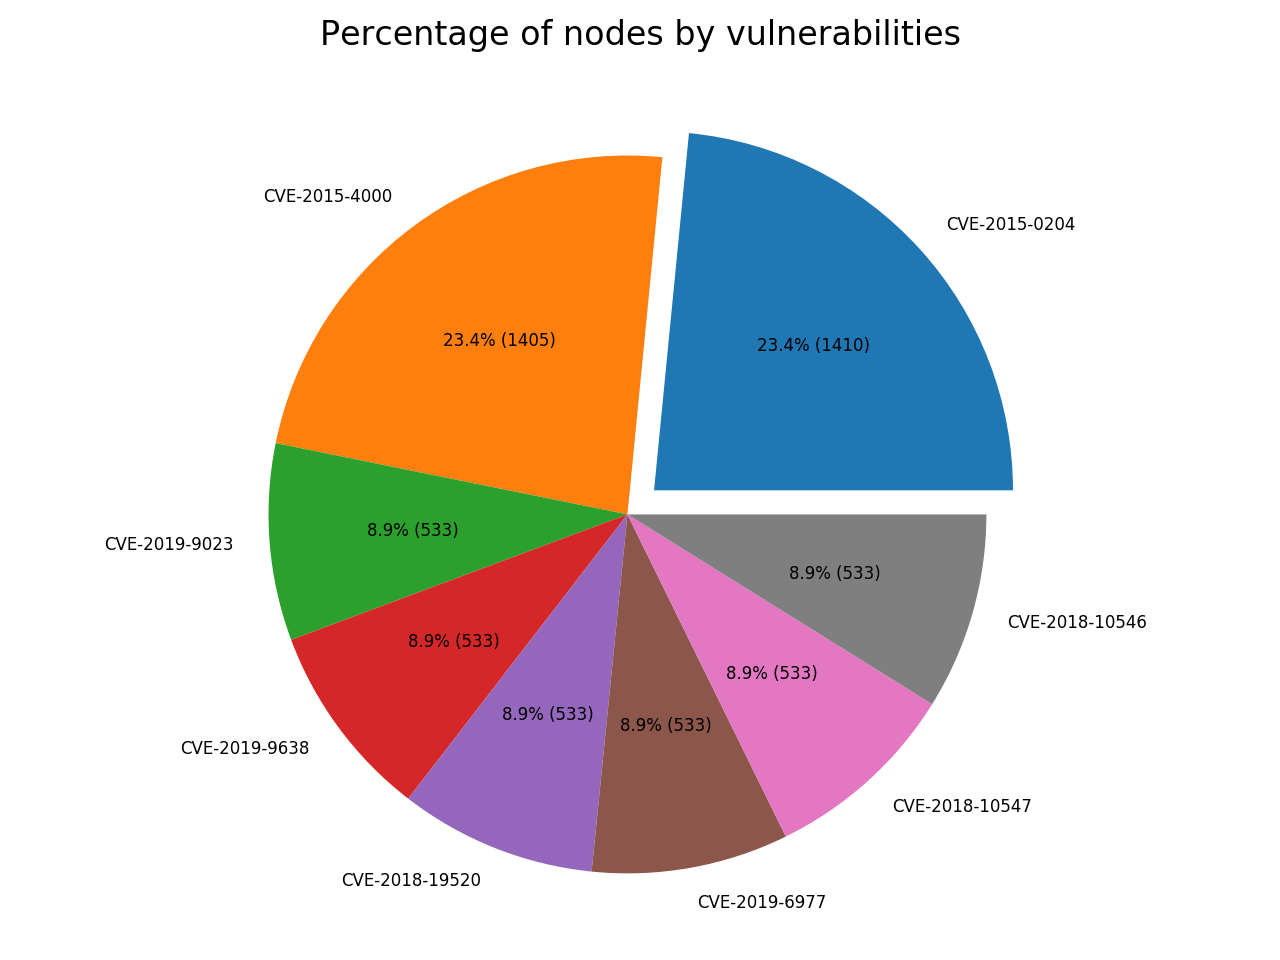 Percentage of nodes by vulnerabilities
CVE-2015-4000
CVE-2015-0204
23.4% (1405)
23.4% (1410)
CVE-2019-9023
8.9% (533)
8.9% (533)
CVE-2018-10546
8.9% (533)
8.9% (533)
CVE-2019-9638
8.9% (533)
8.9% (533)
CVE-2018-10547
CVE-2018-19520
CVE-2019-6977